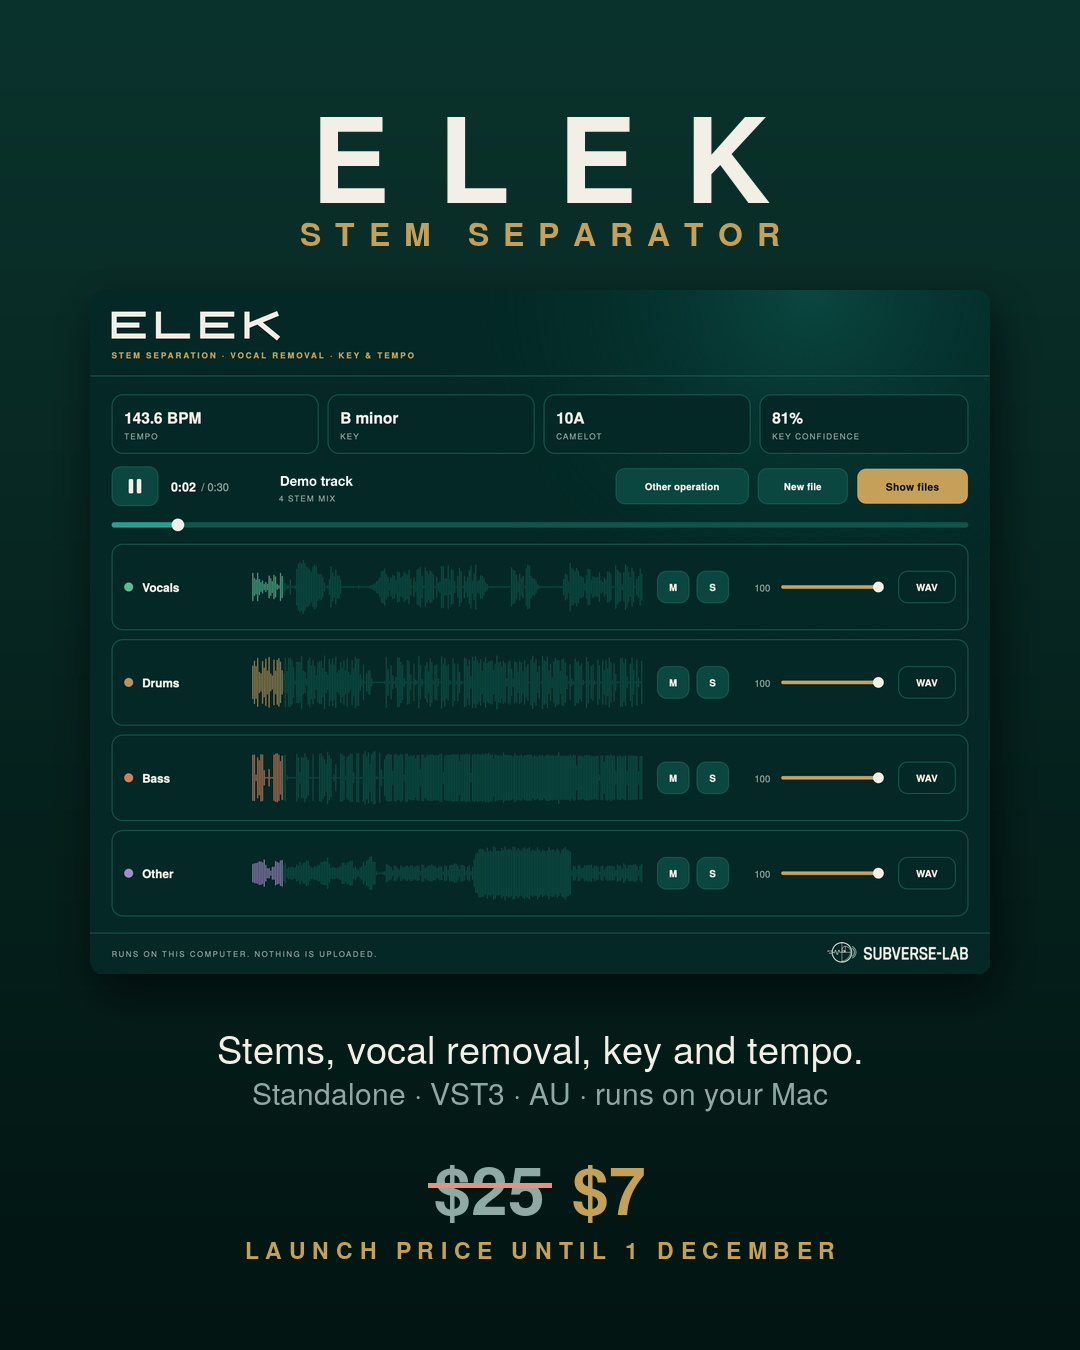 ELEK
STEM SEPARATOR
ELEK
STEM SEPARATION · VOCAL REMOVAL · KEY & TEMPO
143.6 BPM
TEMPO
B minor
KEY
10A
CAMELOT
81%
KEY CONFIDENCE
0:02 / 0:30
Demo track
4 STEM MIX
Other operation
New file
Show files
Vocals
M
S
100
WAV
Drums
M
S
100
WAV
Bass
M
S
100
WAV
Other
M
S
100
WAV
RUNS ON THIS COMPUTER. NOTHING IS UPLOADED.
SUBVERSE-LAB
Stems, vocal removal, key and tempo.
Standalone · VST3 · AU · runs on your Mac
$25 $7
LAUNCH PRICE UNTIL 1 DECEMBER